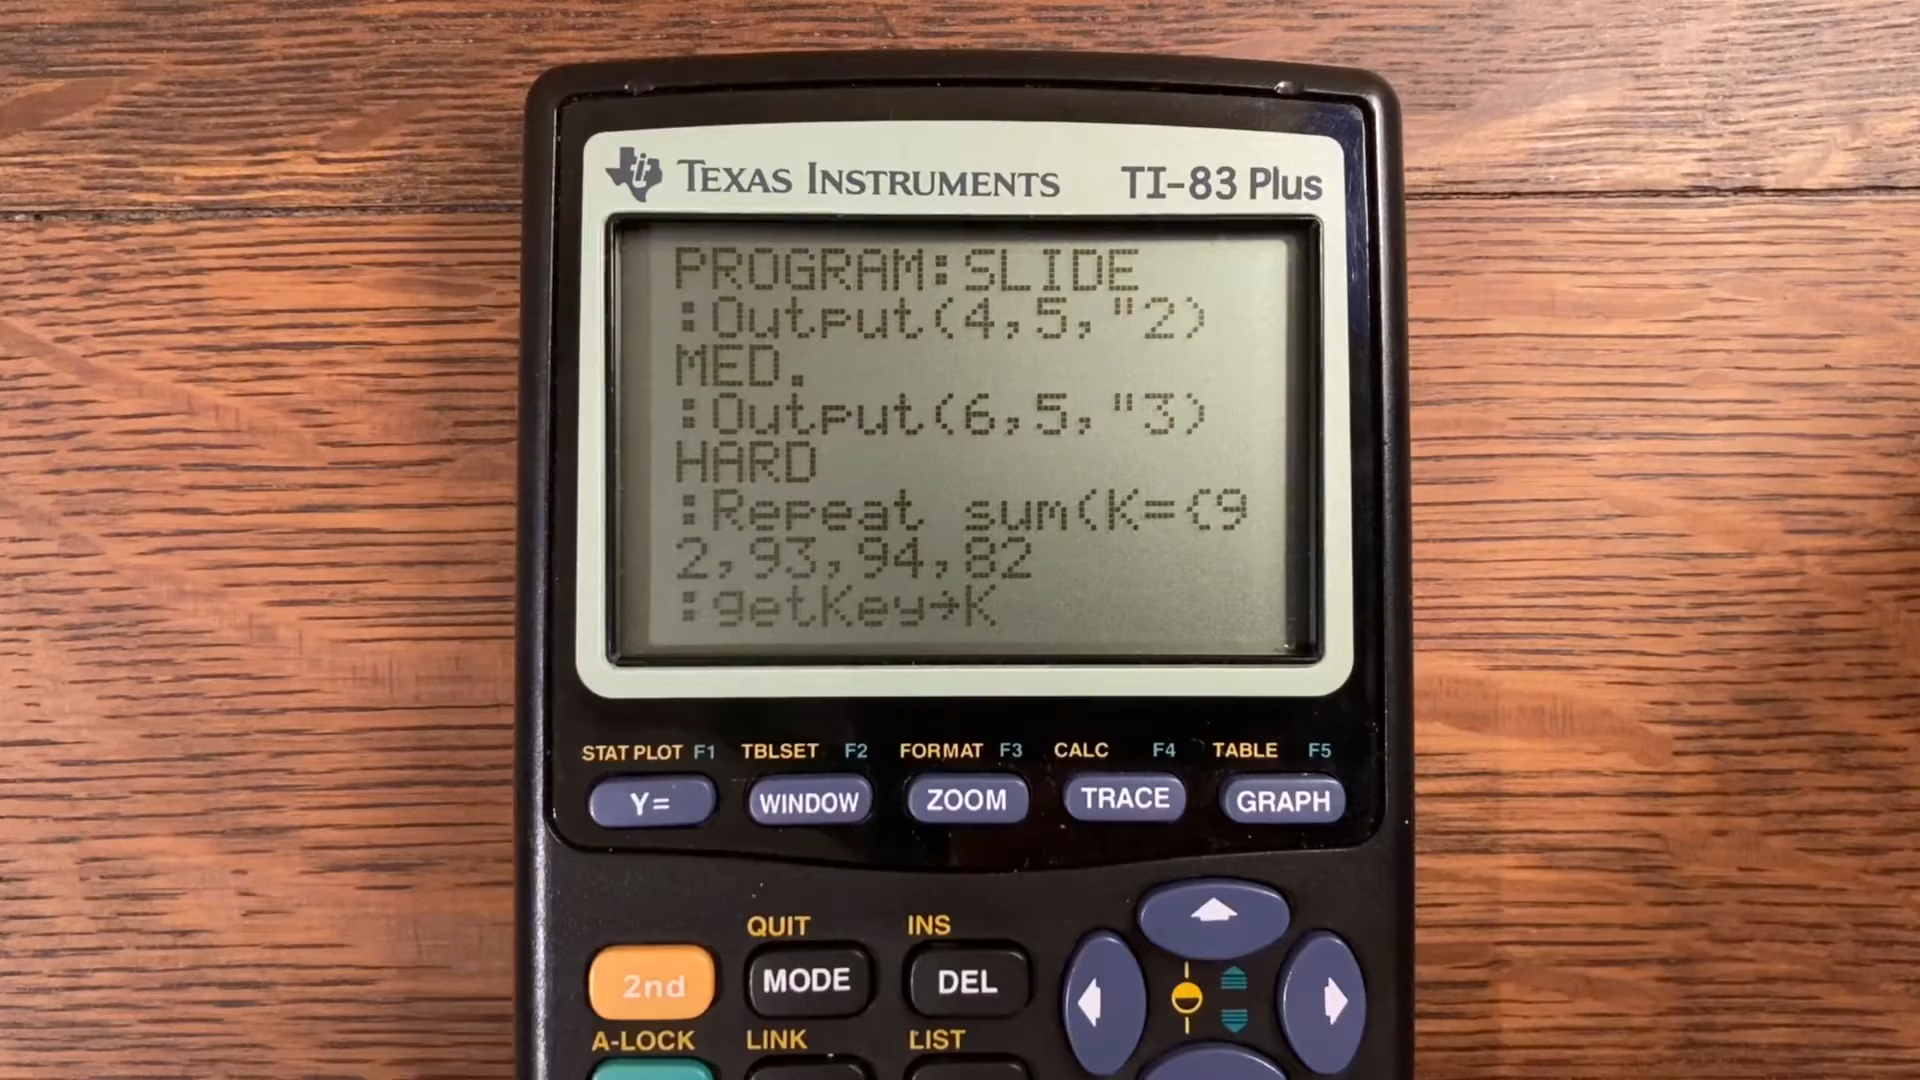 TEXAS INSTRUMENTS TI-83 Plus
PROGRAM:SLIDE
:Output(4,5,"2)
MED.
:Output(6,5,"3)
HARD
:Repeat sum(K={9
2,93,94,82
:getKey→K
STAT PLOT F1 TBLSET F2 FORMAT F3 CALC F4 TABLE F5
Y= WINDOW ZOOM TRACE GRAPH
QUIT INS
2nd MODE DEL
A-LOCK LINK LIST